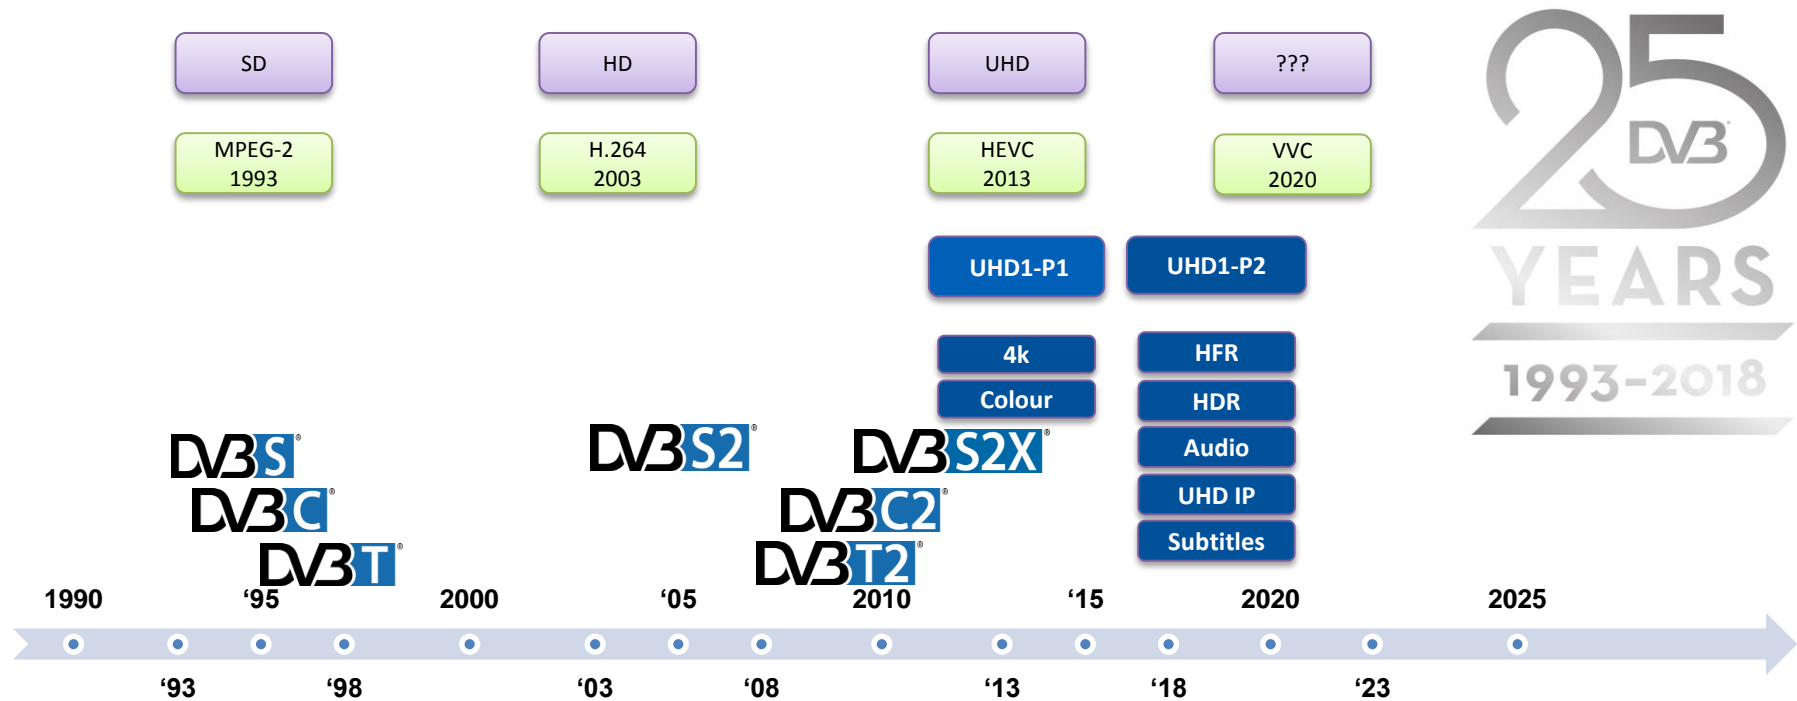 SD
HD
UHD
???
MPEG-2
1993
H.264
2003
HEVC
2013
VVC
2020
25
DVB
YEARS
1993-2018
UHD1-P1
UHD1-P2
4k
Colour
HFR
HDR
Audio
UHD IP
Subtitles
DVB S®
DVB C®
DVB T®
DVB S2®
DVB S2X®
DVB C2®
DVB T2®
1990
‘95
2000
‘05
2010
‘15
2020
2025
‘93
‘98
‘03
‘08
‘13
‘18
‘23